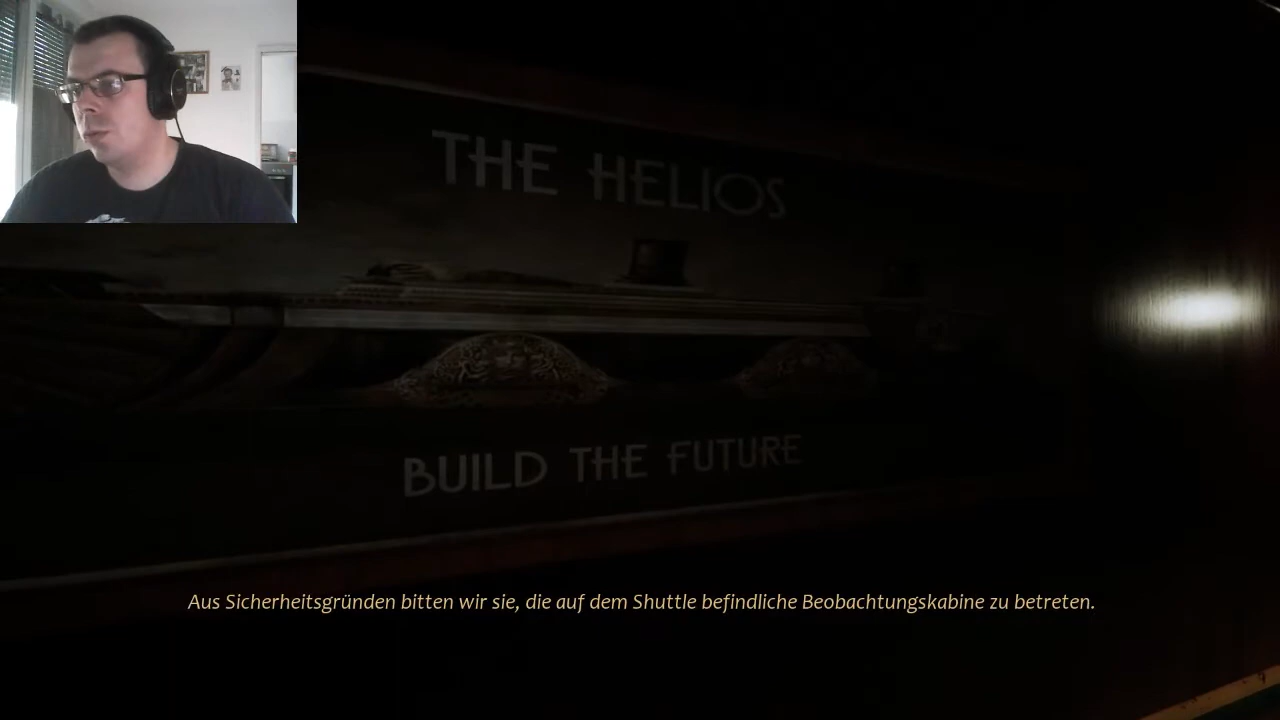 THE HELIOS
BUILD THE FUTURE
Aus Sicherheitsgründen bitten wir sie, die auf dem Shuttle befindliche Beobachtungskabine zu betreten.